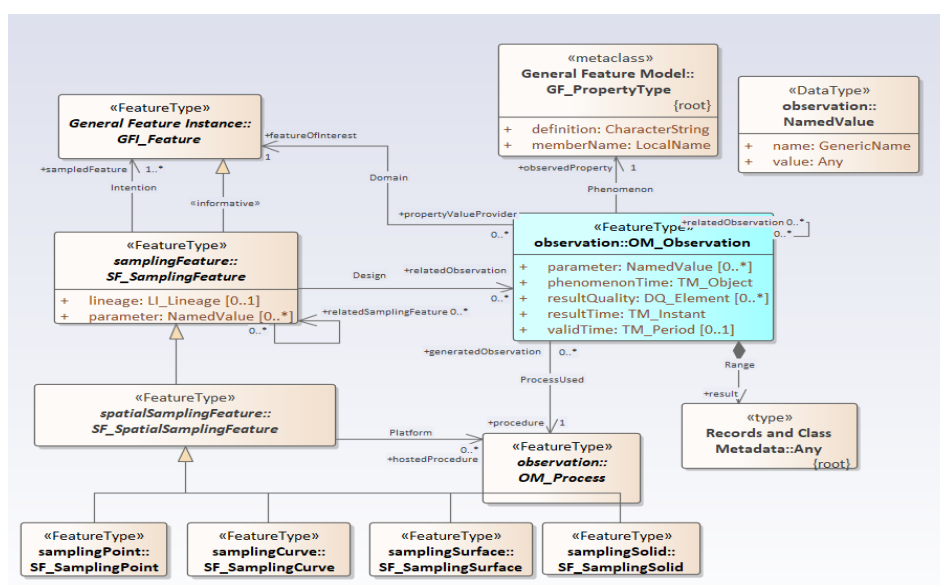 «metaclass»
General Feature Model::
GF_PropertyType
{root}
+ definition: CharacterString
+ memberName: LocalName
«DataType»
observation::
NamedValue
+ name: GenericName
+ value: Any
«FeatureType»
General Feature Instance::
GFI_Feature
+featureOfInterest
1
+sampledFeature 1..*
Intention
«informative»
Domain
+observedProperty 1
Phenomenon
+propertyValueProvider
0..*
«FeatureType»
observation::OM_Observation
+relatedObservation 0..*
0..*
+ parameter: NamedValue [0..*]
+ phenomenonTime: TM_Object
+ resultQuality: DQ_Element [0..*]
+ resultTime: TM_Instant
+ validTime: TM_Period [0..1]
«FeatureType»
samplingFeature::
SF_SamplingFeature
+ lineage: LI_Lineage [0..1]
+ parameter: NamedValue [0..*]
Design
+relatedObservation
0..*
+relatedSamplingFeature 0..*
0..*
+generatedObservation 0..*
ProcessUsed
+procedure 1
Range
+result
«type»
Records and Class
Metadata::Any
{root}
«FeatureType»
spatialSamplingFeature::
SF_SpatialSamplingFeature
Platform
0..*
+hostedProcedure
«FeatureType»
observation::
OM_Process
«FeatureType»
samplingPoint::
SF_SamplingPoint
«FeatureType»
samplingCurve::
SF_SamplingCurve
«FeatureType»
samplingSurface::
SF_SamplingSurface
«FeatureType»
samplingSolid::
SF_SamplingSolid